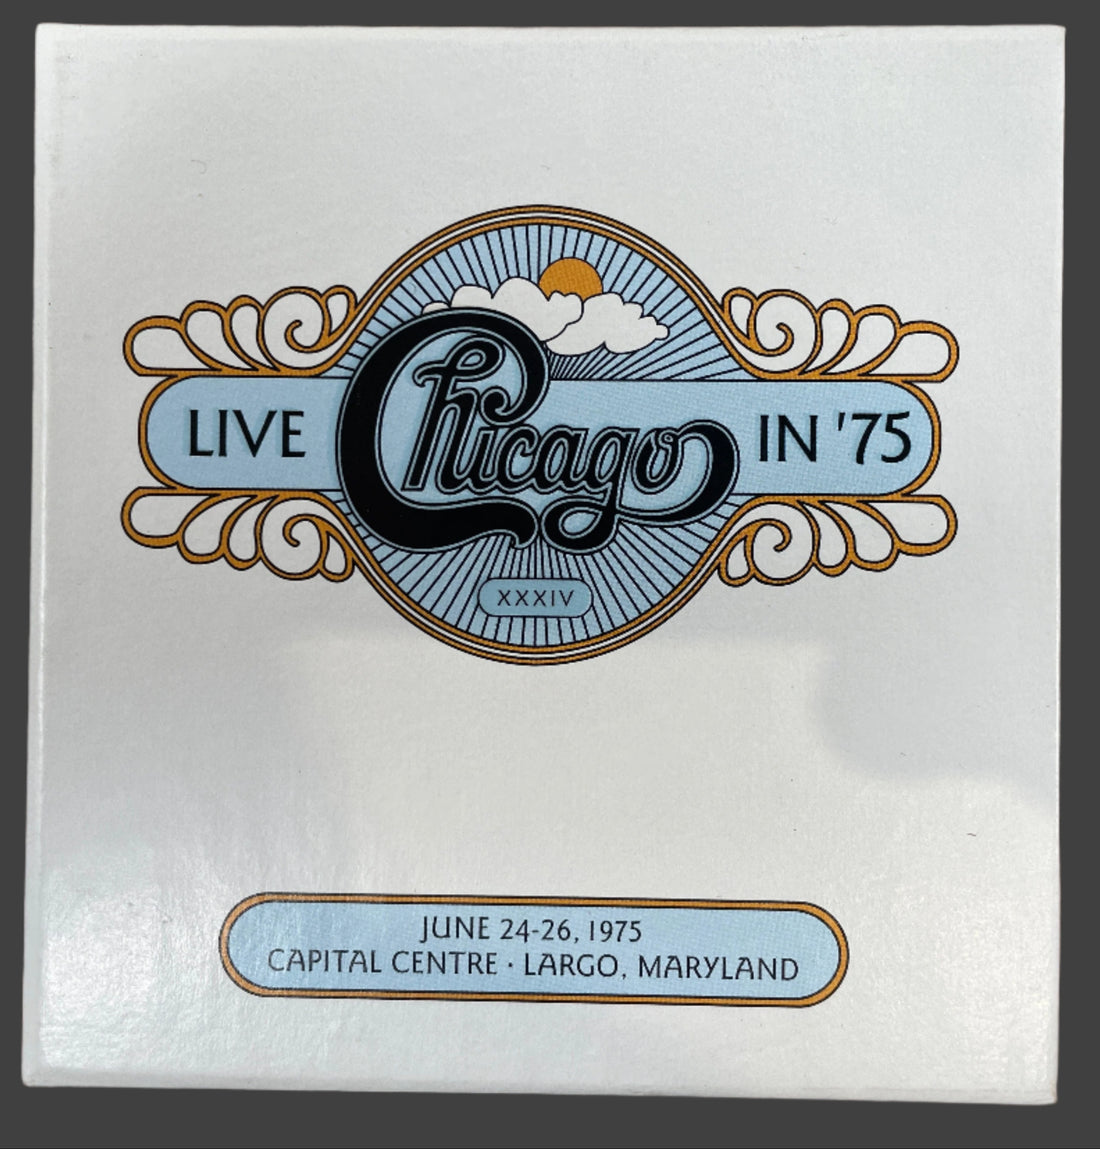 LIVE Chicago IN '75
XXXIV
JUNE 24-26, 1975
CAPITAL CENTRE · LARGO, MARYLAND